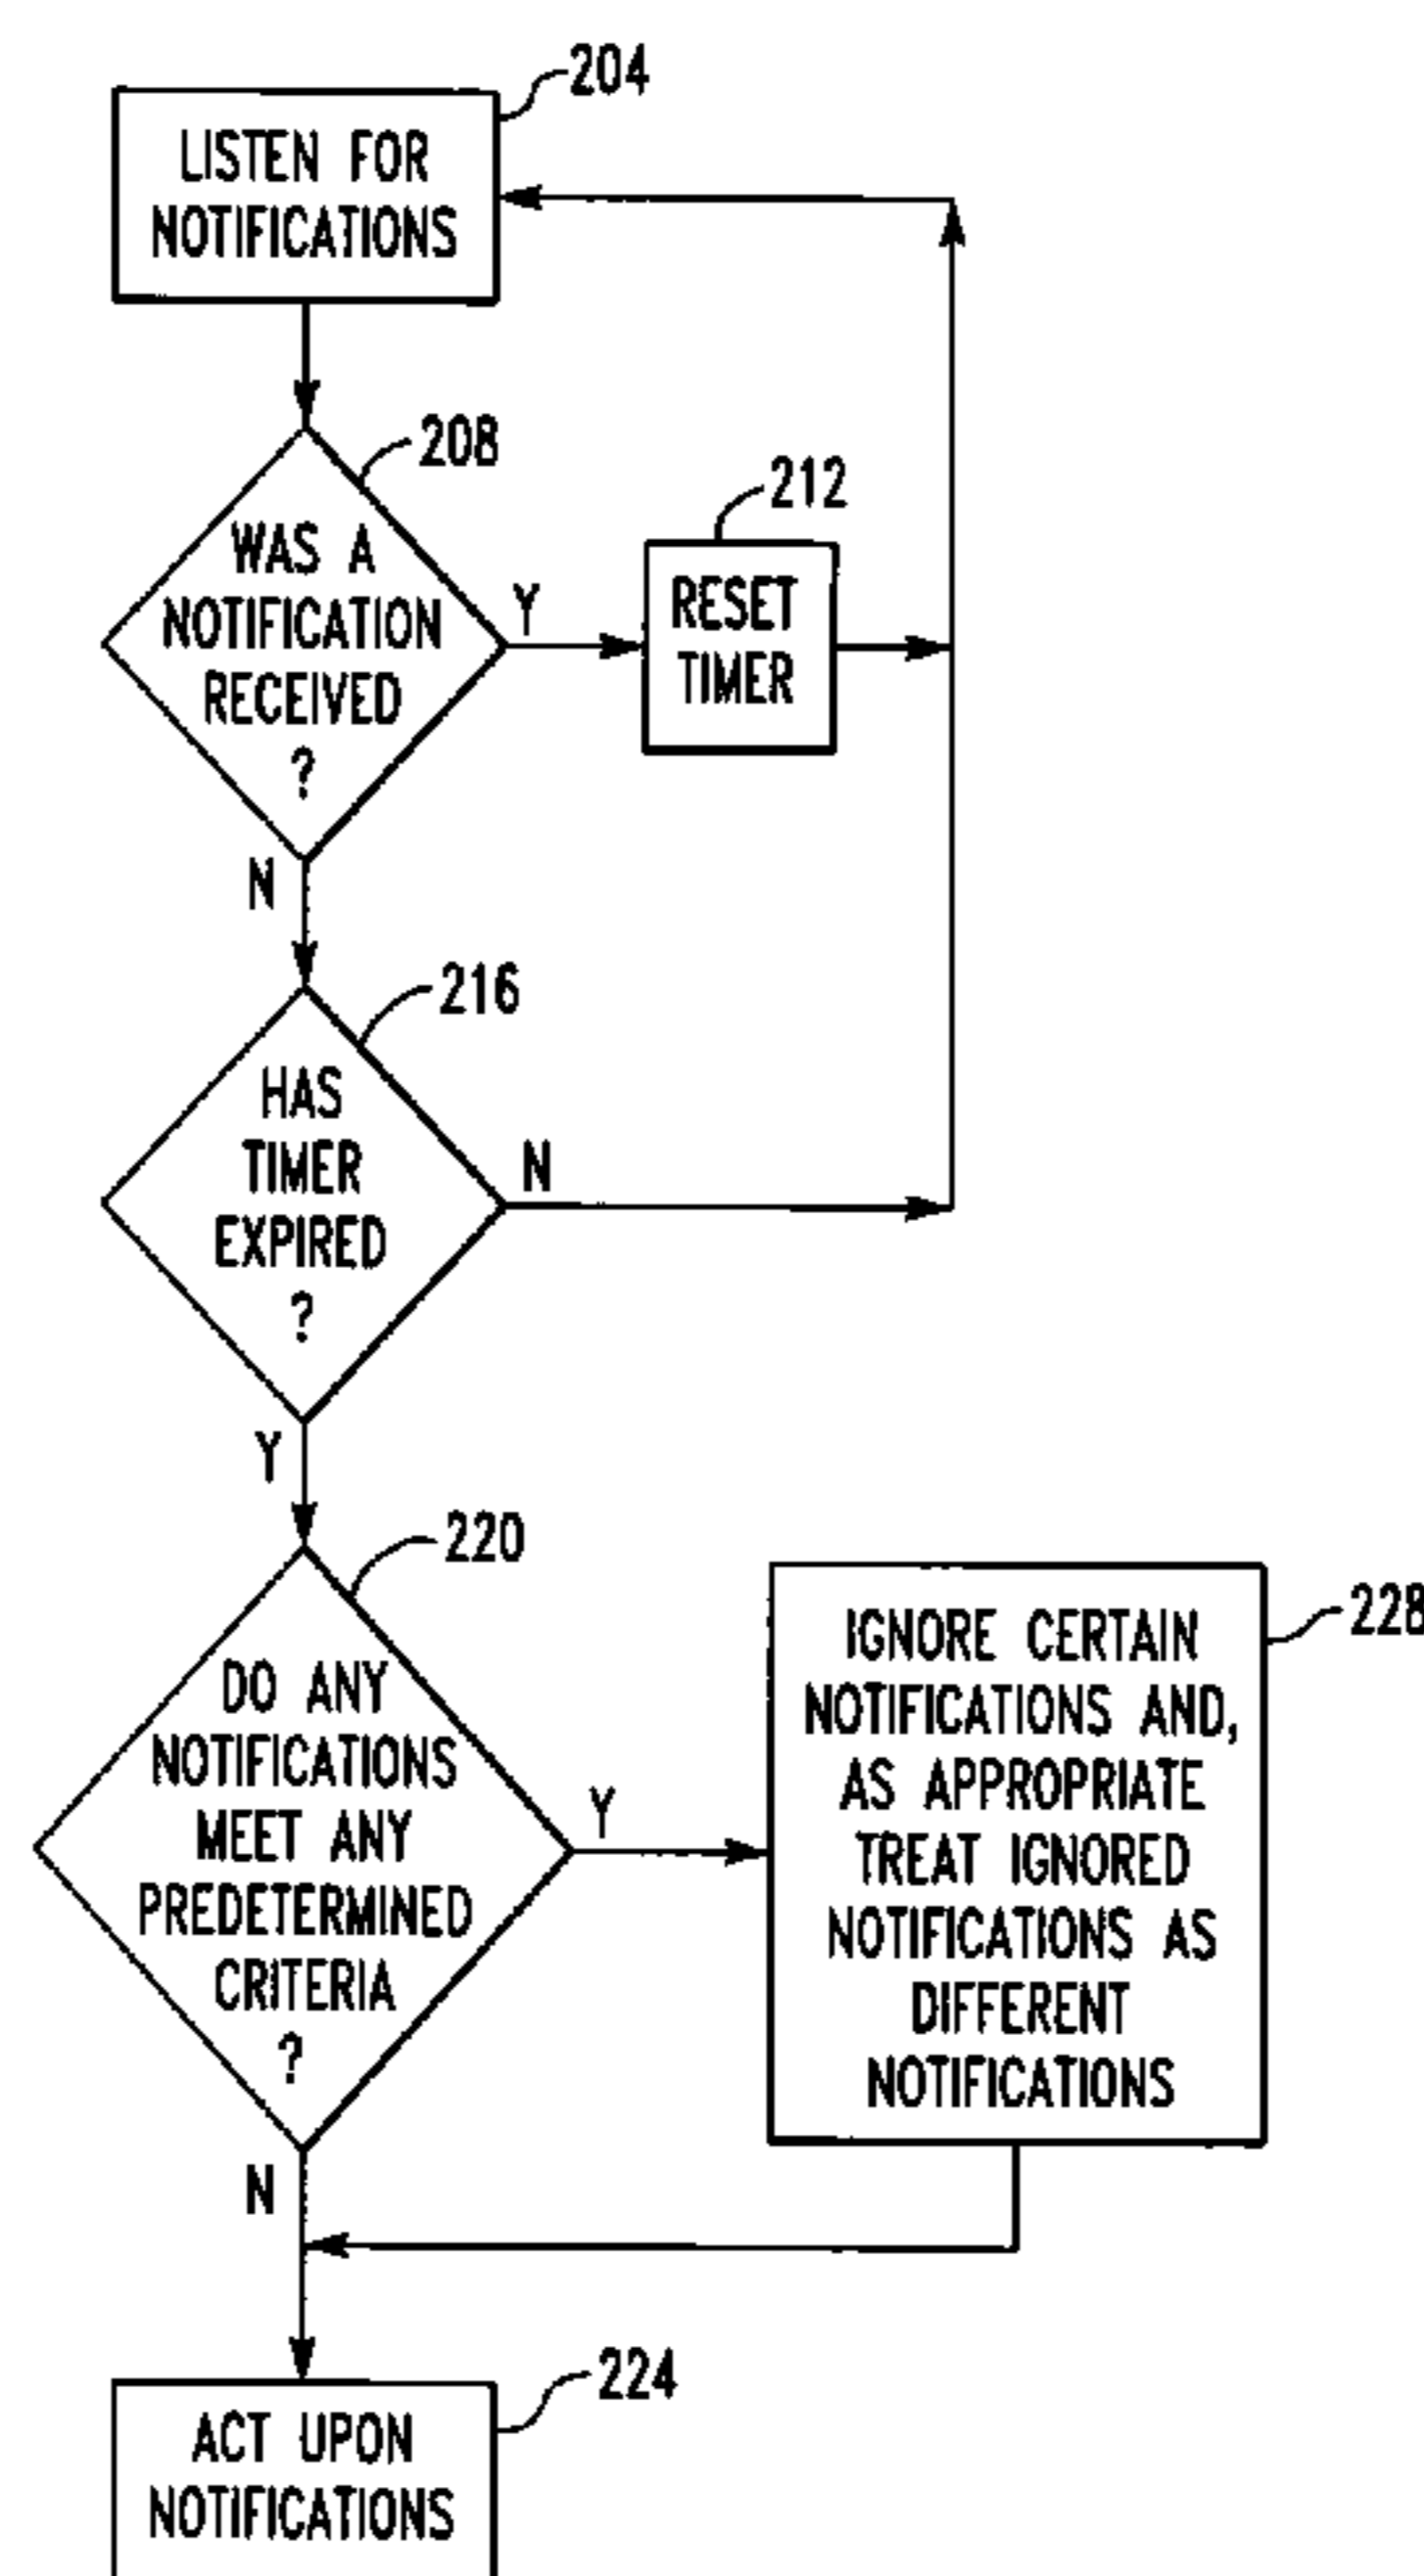 204
LISTEN FOR
NOTIFICATIONS
208
WAS A
NOTIFICATION
RECEIVED
?
Y
212
RESET
TIMER
N
216
HAS
TIMER
EXPIRED
?
N
Y
220
DO ANY
NOTIFICATIONS
MEET ANY
PREDETERMINED
CRITERIA
?
Y
228
IGNORE CERTAIN
NOTIFICATIONS AND,
AS APPROPRIATE
TREAT IGNORED
NOTIFICATIONS AS
DIFFERENT
NOTIFICATIONS
N
224
ACT UPON
NOTIFICATIONS